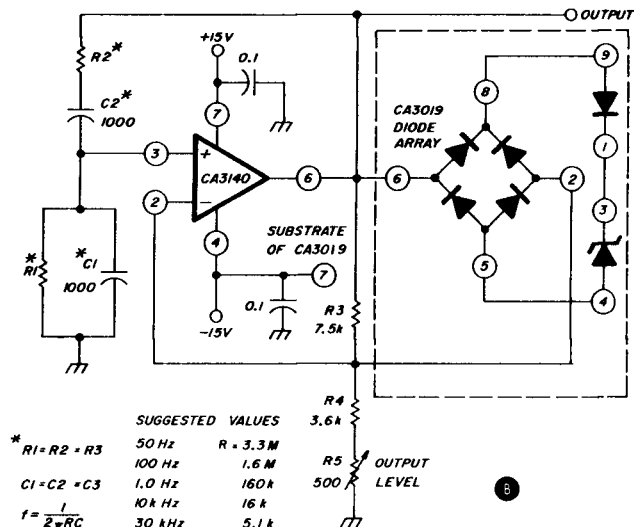 OUTPUT
R2*
C2*
1000
+15V
0.1
7
3
+
CA3140
2
−
6
4
SUBSTRATE
OF CA3019
7
0.1
−15V
*
R1
*C1
1000
R3
7.5k
R4
3.6k
R5
500
OUTPUT
LEVEL
CA3019
DIODE
ARRAY
8
9
6
2
5
1
3
4
B
SUGGESTED VALUES
* R1 = R2 = R3
50 Hz R = 3.3 M
100 Hz 1.6 M
C1 = C2 = C3
1.0 Hz 160 k
10k Hz 16 k
f = 1 / 2πRC
30 kHz 5.1 k